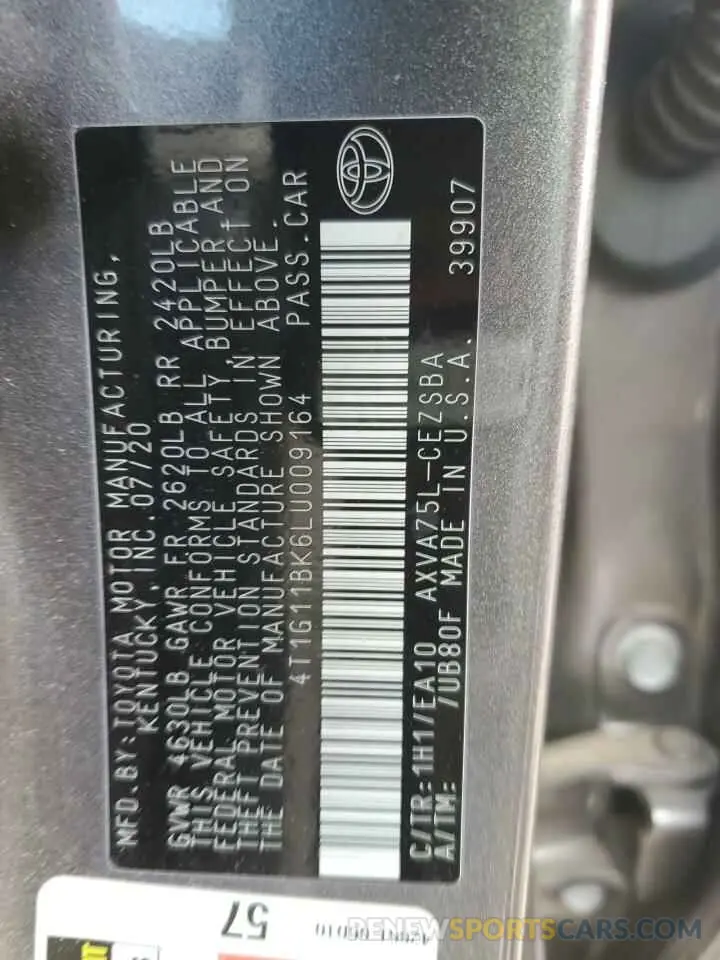 MFD.BY:TOYOTA MOTOR MANUFACTURING,
KENTUCKY, INC.07/20
GVWR 4630LB GAWR FR 2620LB RR 2420LB
THIS VEHICLE CONFORMS TO ALL APPLICABLE
FEDERAL MOTOR VEHICLE SAFETY, BUMPER AND
THEFT PREVENTION STANDARDS IN EFFECT ON
THE DATE OF MANUFACTURE SHOWN ABOVE.
4T1G11BK6LU009164 PASS.CAR
C/TR:1H1/EA10 AXVA75L-CEZSBA 39907
A/TM: /UB80F MADE IN U.S.A.
57
RENEWSPORTSCARS.COM